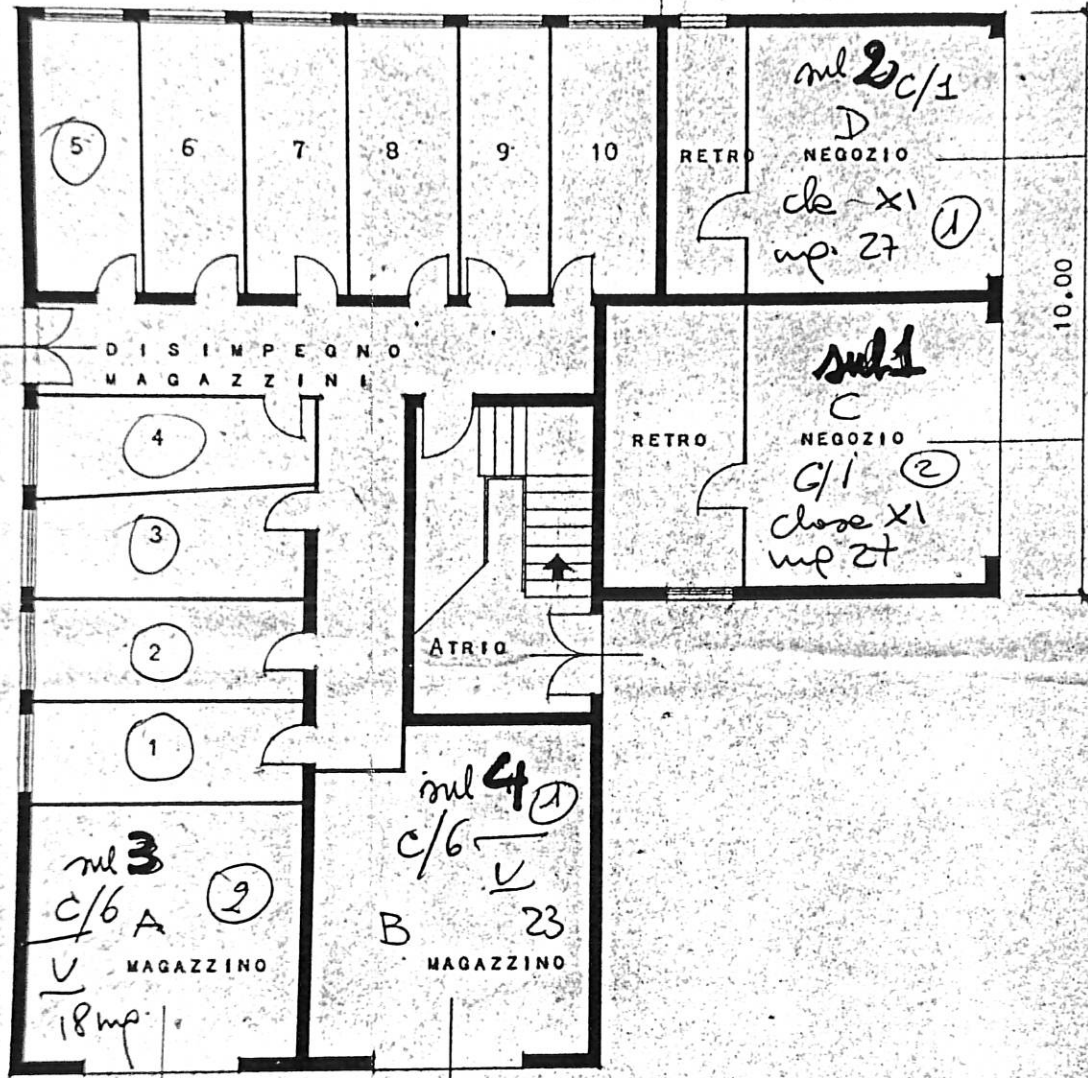 5
6
7
8
9
10
RETRO
sub 2 C/1
D
NEGOZIO
cla XI
mq. 27
1
10.00
DISIMPEGNO
MAGAZZINI
4
3
2
1
RETRO
sub 1
C
NEGOZIO
C/1 2
classe XI
mq 27
ATRIO
sub 3
C/6 A 2
V
MAGAZZINO
18 mq.
sub 4 1
C/6
V
B 23
MAGAZZINO